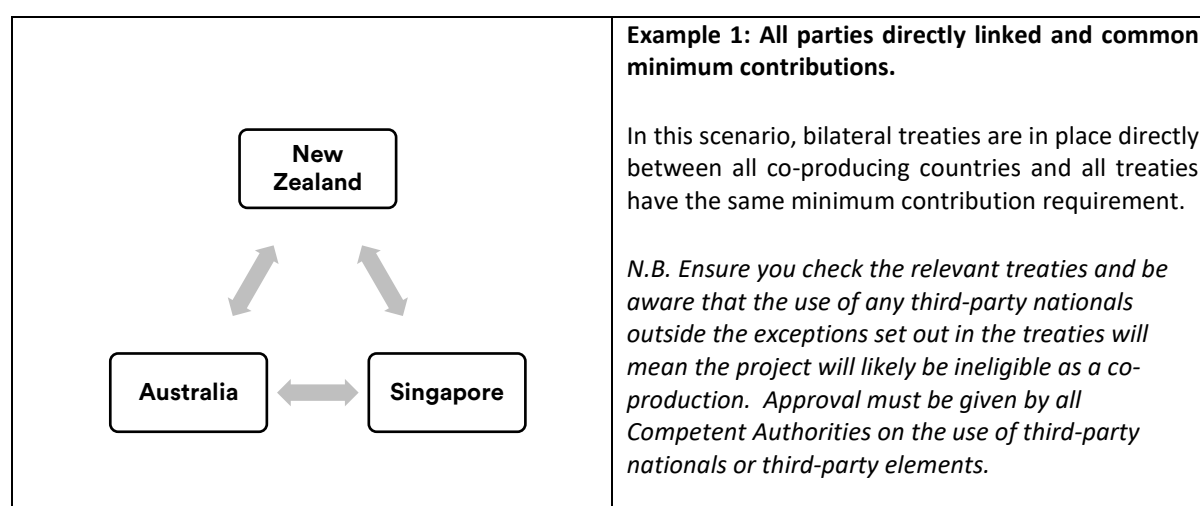 New
Zealand
Australia
Singapore
Example 1: All parties directly linked and common
minimum contributions.
In this scenario, bilateral treaties are in place directly
between all co-producing countries and all treaties
have the same minimum contribution requirement.
N.B. Ensure you check the relevant treaties and be
aware that the use of any third-party nationals
outside the exceptions set out in the treaties will
mean the project will likely be ineligible as a co-
production.  Approval must be given by all
Competent Authorities on the use of third-party
nationals or third-party elements.